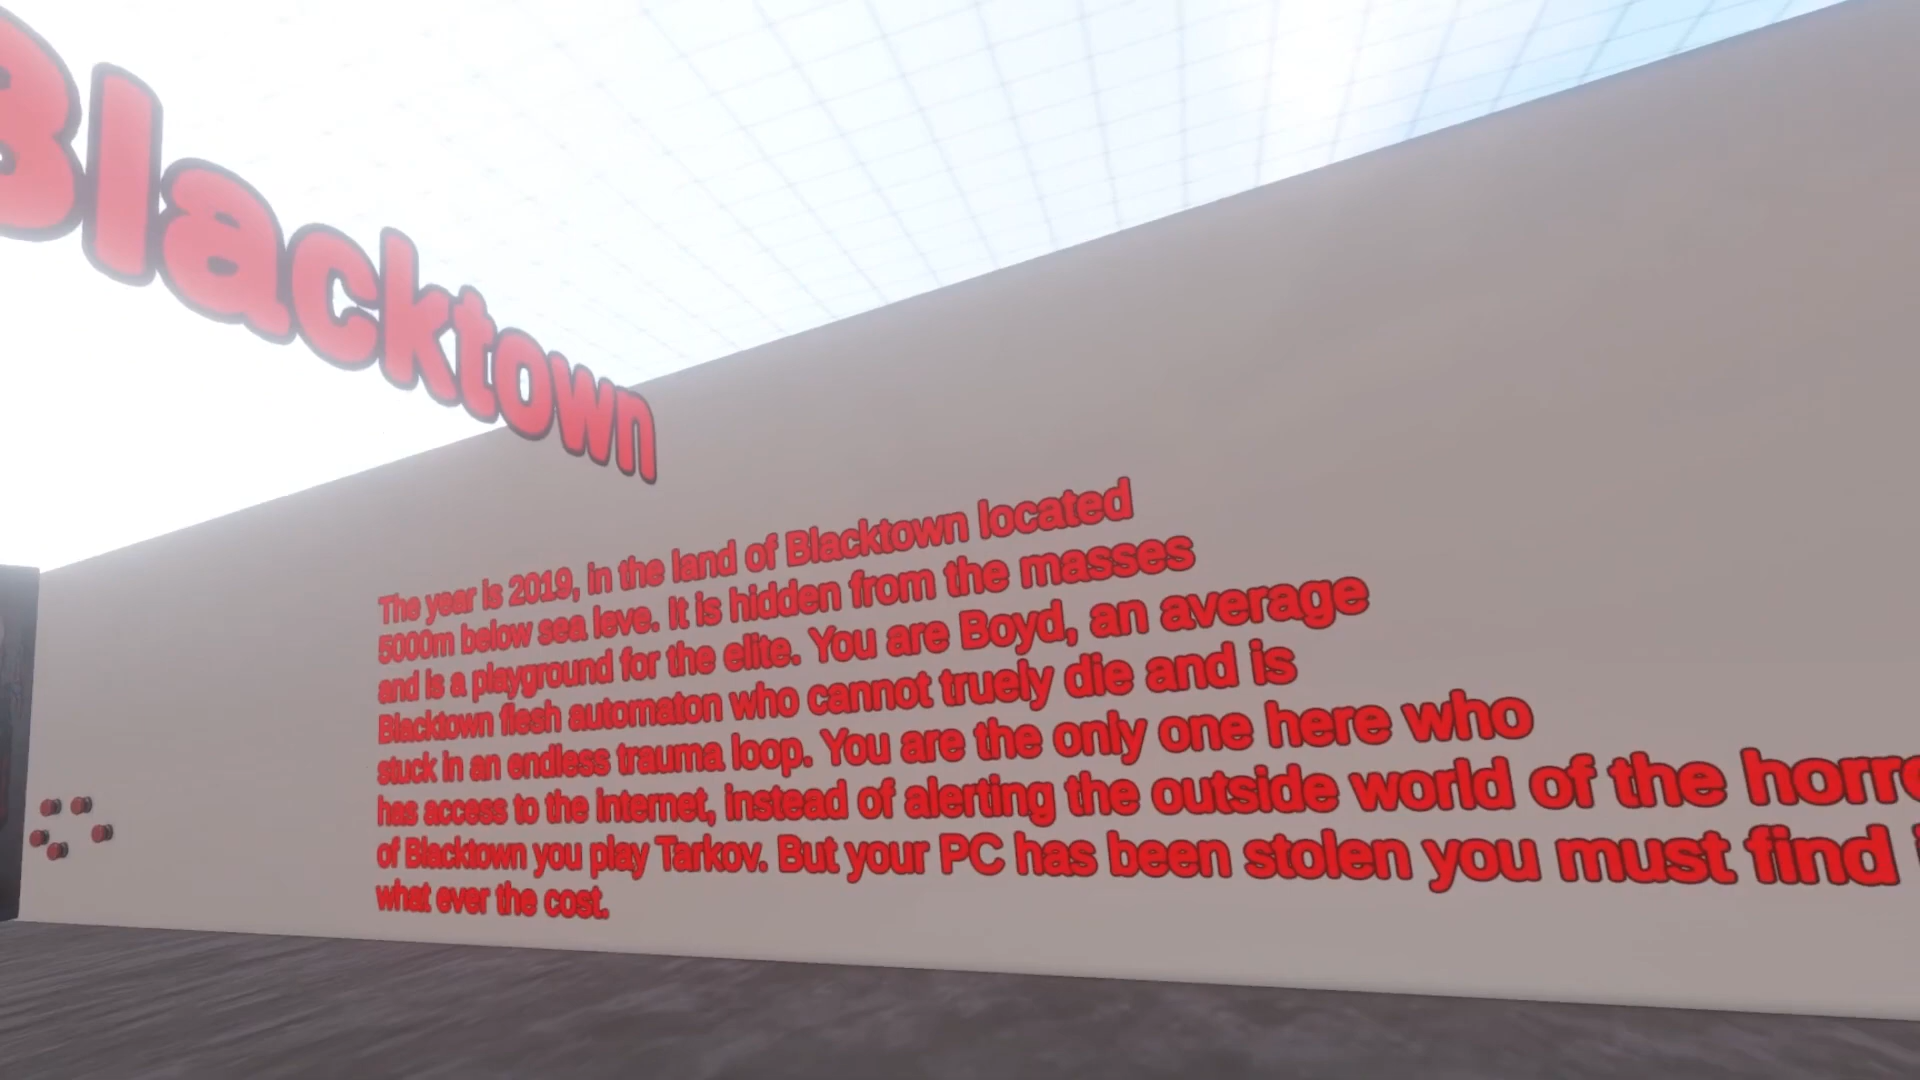 Blacktown
The year is 2019, in the land of Blacktown located
5000m below sea leve. It is hidden from the masses
and is a playground for the elite. You are Boyd, an average
Blacktown flesh automaton who cannot truely die and is
stuck in an endless trauma loop. You are the only one here who
has access to the internet, instead of alerting the outside world of the
of Blacktown you play Tarkov. But your PC has been stolen you must find
what ever the cost.